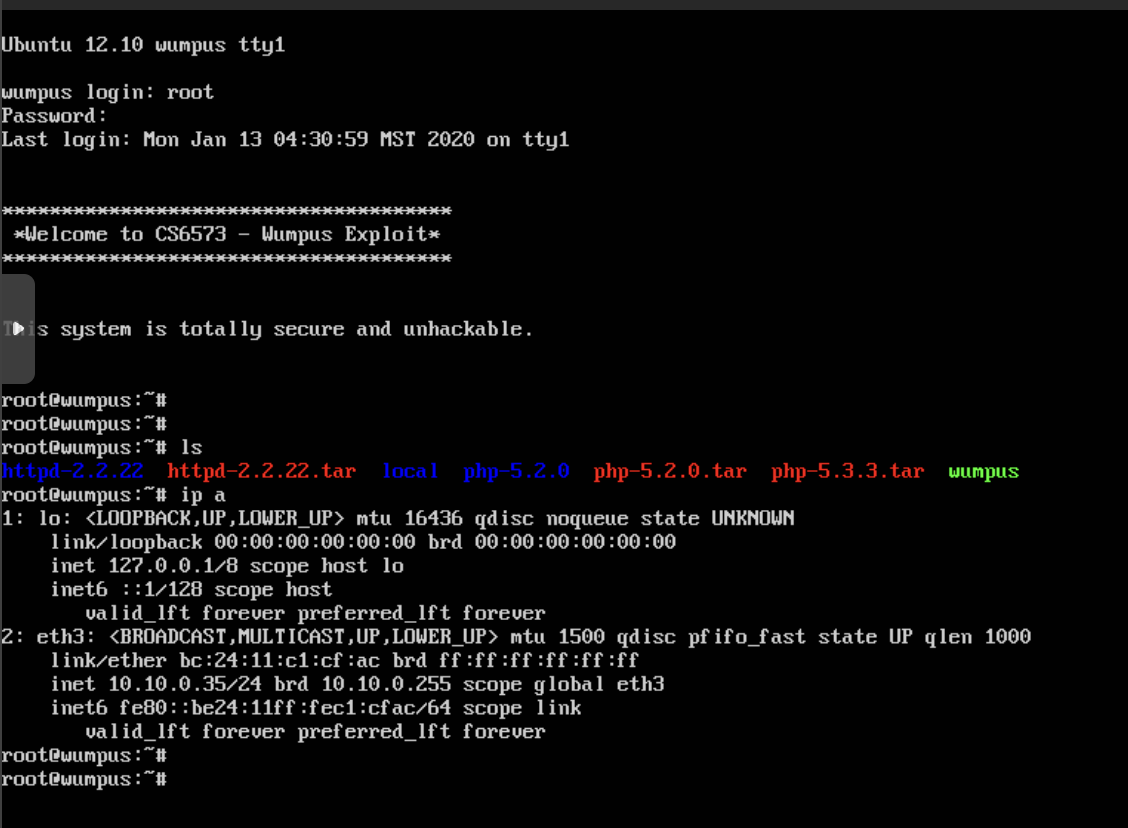 Ubuntu 12.10 wumpus tty1
wumpus login: root
Password:
Last login: Mon Jan 13 04:30:59 MST 2020 on tty1
**************************************
*Welcome to CS6573 - Wumpus Exploit*
**************************************
This system is totally secure and unhackable.
root@wumpus:~#
root@wumpus:~#
root@wumpus:~# ls
httpd-2.2.22 httpd-2.2.22.tar local php-5.2.0 php-5.2.0.tar php-5.3.3.tar wumpus
root@wumpus:~# ip a
1: lo: <LOOPBACK,UP,LOWER_UP> mtu 16436 qdisc noqueue state UNKNOWN
link/loopback 00:00:00:00:00:00 brd 00:00:00:00:00:00
inet 127.0.0.1/8 scope host lo
inet6 ::1/128 scope host
valid_lft forever preferred_lft forever
2: eth3: <BROADCAST,MULTICAST,UP,LOWER_UP> mtu 1500 qdisc pfifo_fast state UP qlen 1000
link/ether bc:24:11:c1:cf:ac brd ff:ff:ff:ff:ff:ff
inet 10.10.0.35/24 brd 10.10.0.255 scope global eth3
inet6 fe80::be24:11ff:fec1:cfac/64 scope link
valid_lft forever preferred_lft forever
root@wumpus:~#
root@wumpus:~#